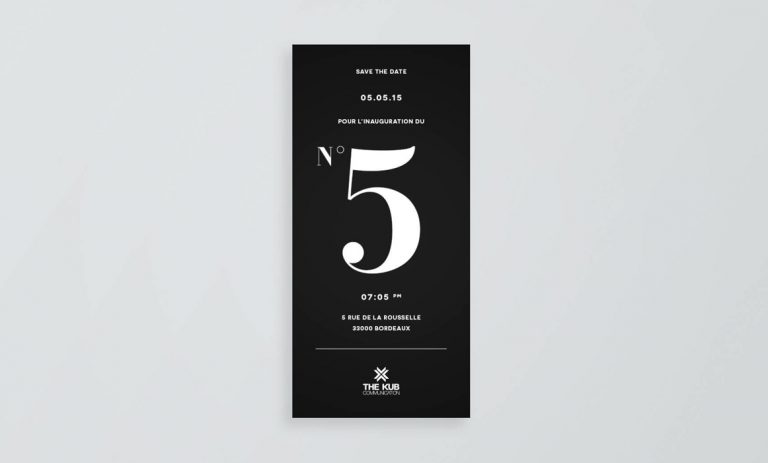 SAVE THE DATE
05.05.15
POUR L'INAUGURATION DU
N° 5
07:05 PM
5 RUE DE LA ROUSSELLE
33000 BORDEAUX
THE KUB
COMMUNICATION